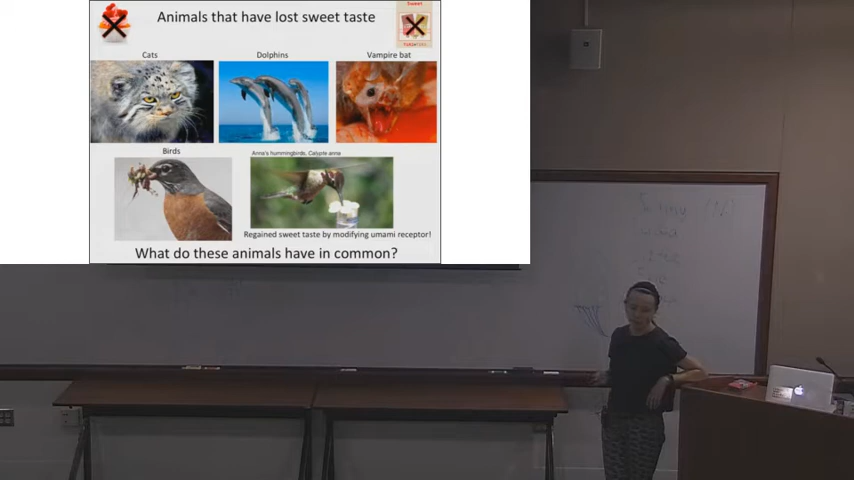 Animals that have lost sweet taste
Sweet
Cats
Dolphins
Vampire bat
Birds
Anna's hummingbirds, Calypte anna
Regained sweet taste by modifying umami receptor!
What do these animals have in common?